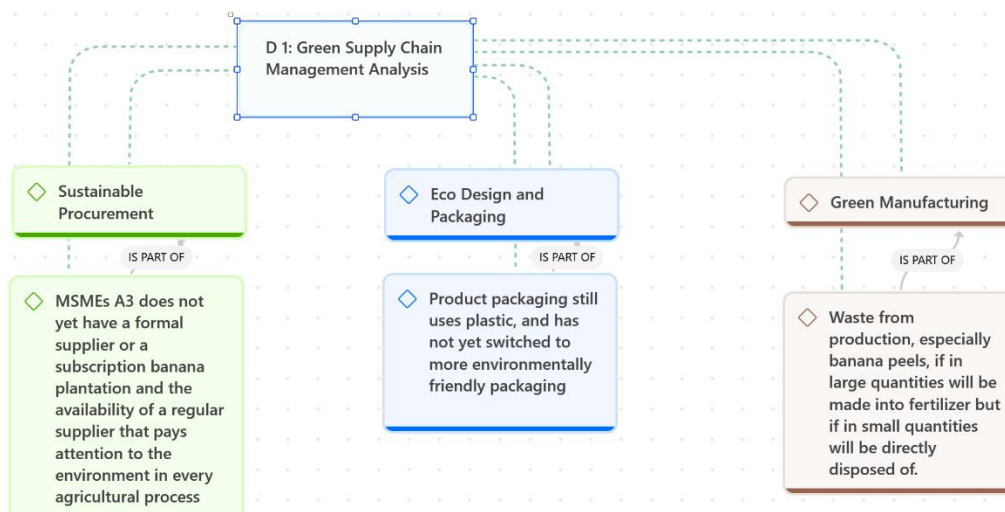 D 1: Green Supply Chain
Management Analysis
Sustainable
Procurement
Eco Design and
Packaging
Green Manufacturing
IS PART OF
IS PART OF
IS PART OF
MSMEs A3 does not
yet have a formal
supplier or a
subscription banana
plantation and the
availability of a regular
supplier that pays
attention to the
environment in every
agricultural process
Product packaging still
uses plastic, and has
not yet switched to
more environmentally
friendly packaging
Waste from
production, especially
banana peels, if in
large quantities will be
made into fertilizer but
if in small quantities
will be directly
disposed of.